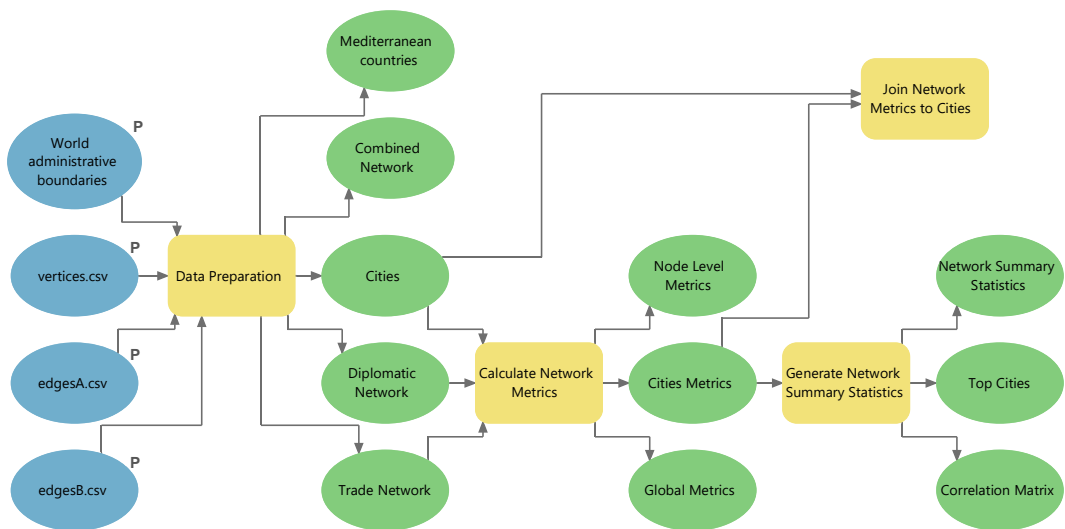 Mediterranean
countries
Join Network
Metrics to Cities
P
World
administrative
boundaries
Combined
Network
P
vertices.csv
Data Preparation
Cities
Node Level
Metrics
Network Summary
Statistics
P
edgesA.csv
Diplomatic
Network
Calculate Network
Metrics
Cities Metrics
Generate Network
Summary Statistics
Top Cities
P
edgesB.csv
Trade Network
Global Metrics
Correlation Matrix